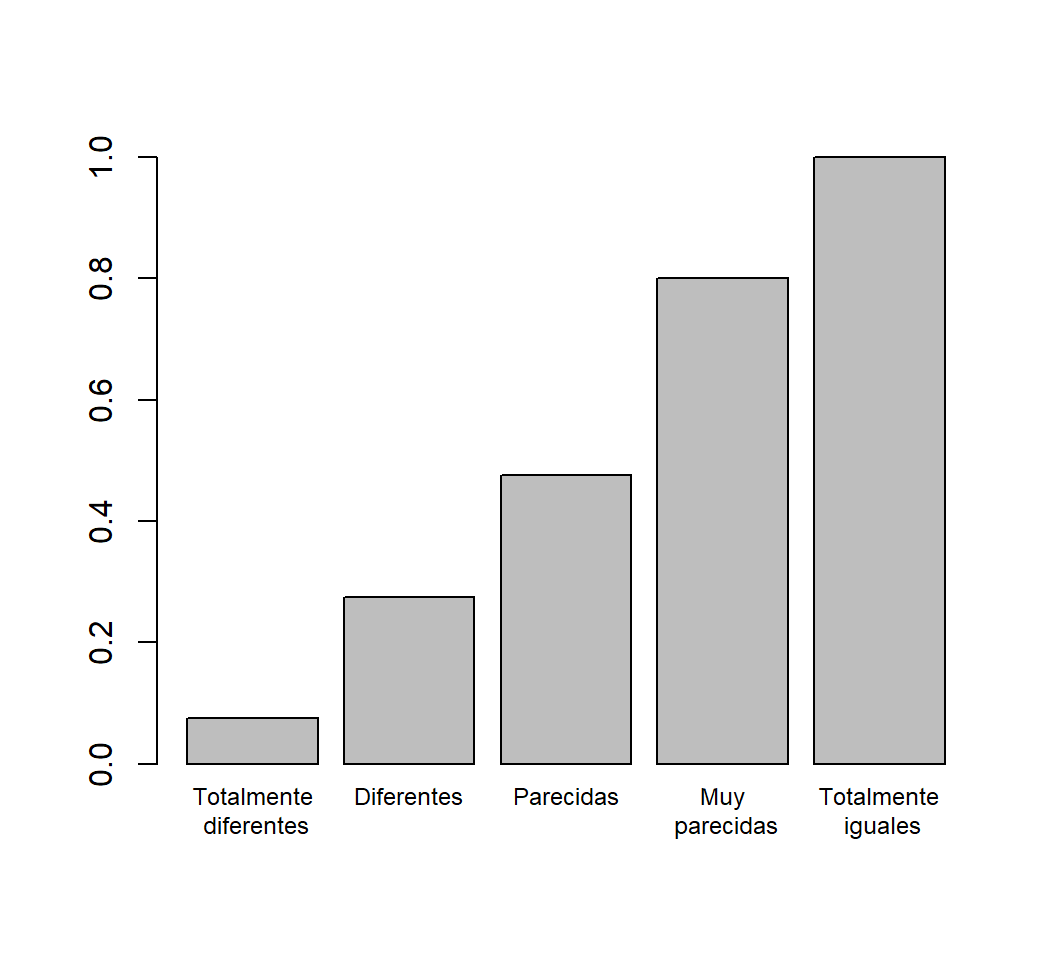 1.0
0.8
0.6
0.4
0.2
0.0
Totalmente
diferentes
Diferentes
Parecidas
Muy
parecidas
Totalmente
iguales